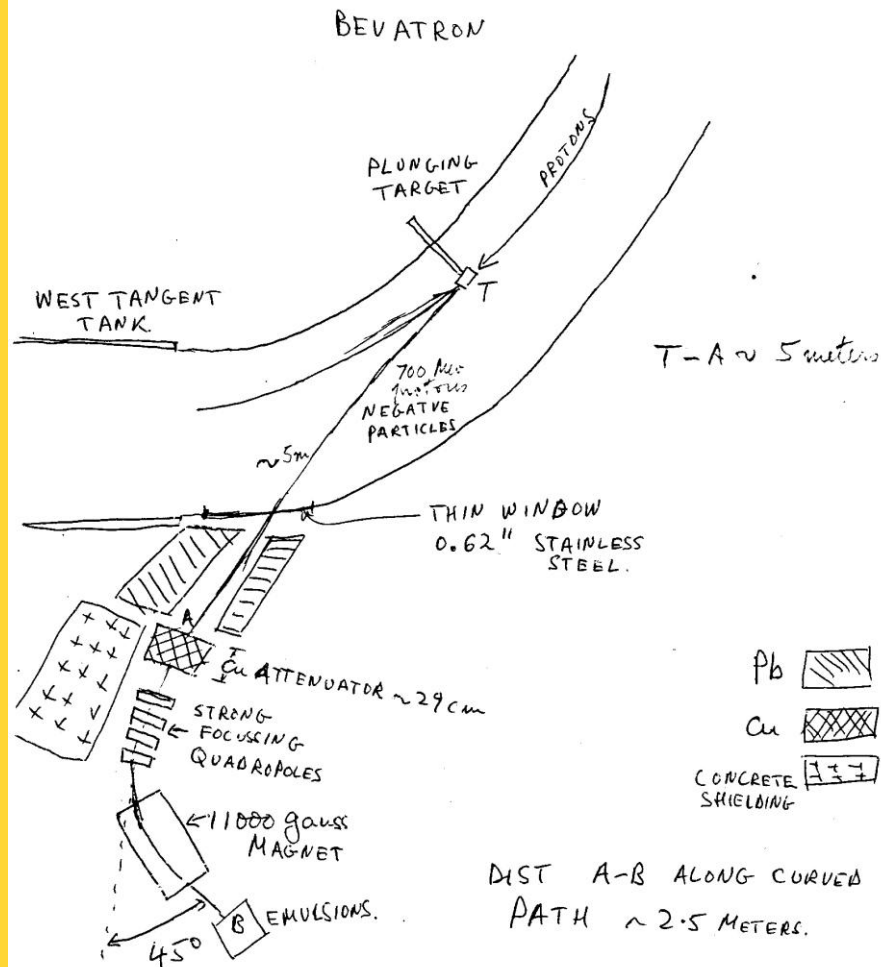 BEVATRON
PLUNGING
TARGET
PROTONS
T
WEST TANGENT
TANK.
T-A ~ 5 meters
700 Mev
protons
NEGATVE
PARTICLES
~5m
THIN WINDOW
0.62" STAINLESS
STEEL.
A
Cu ATTENUATOR ~29cm
STRONG
FOCUSSING
QUADROPOLES
Pb
Cu
CONCRETE
SHIELDING
11000 gauss
MAGNET
B
EMULSIONS.
45°
DIST A-B ALONG CURVED
PATH ~2.5 METERS.